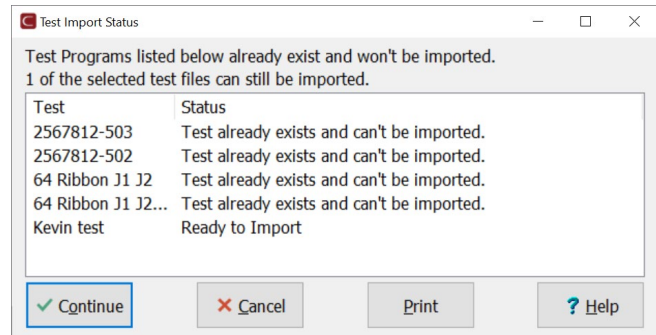 Test Import Status
Test Programs listed below already exist and won't be imported.
1 of the selected test files can still be imported.
Test Status
2567812-503 Test already exists and can't be imported.
2567812-502 Test already exists and can't be imported.
64 Ribbon J1 J2 Test already exists and can't be imported.
64 Ribbon J1 J2... Test already exists and can't be imported.
Kevin test Ready to Import
Continue Cancel Print ? Help